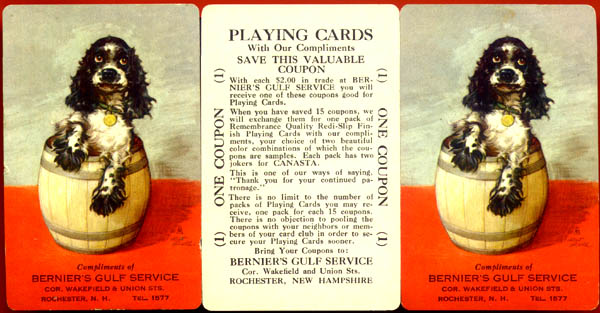 Compliments of
BERNIER'S GULF SERVICE
COR. WAKEFIELD & UNION STS.
ROCHESTER, N. H. TEL. 1577
PLAYING CARDS
With Our Compliments
SAVE THIS VALUABLE
COUPON
With each $2.00 in trade at BER-
NIER'S GULF SERVICE you will
receive one of these coupons good for
Playing Cards.
When you have saved 15 coupons, we
will exchange them for one pack of
Remembrance Quality Redi-Slip Fin-
ish Playing Cards with our compli-
ments, your choice of two beautiful
color combinations of which the cou-
pons are samples. Each pack has two
jokers for CANASTA.
This is one of our ways of saying,
"Thank you for your continued pa-
tronage."
There is no limit to the number of
packs of Playing Cards you may re-
ceive, one pack for each 15 coupons.
There is no objection to pooling the
coupons with your neighbors or mem-
bers of your card club in order to se-
cure your Playing Cards sooner.
Bring Your Coupons to:
BERNIER'S GULF SERVICE
Cor. Wakefield and Union Sts.
ROCHESTER, NEW HAMPSHIRE
(1) ONE COUPON (1)
(1) ONE COUPON (1)
Compliments of
BERNIER'S GULF SERVICE
COR. WAKEFIELD & UNION STS.
ROCHESTER, N. H. TEL. 1577